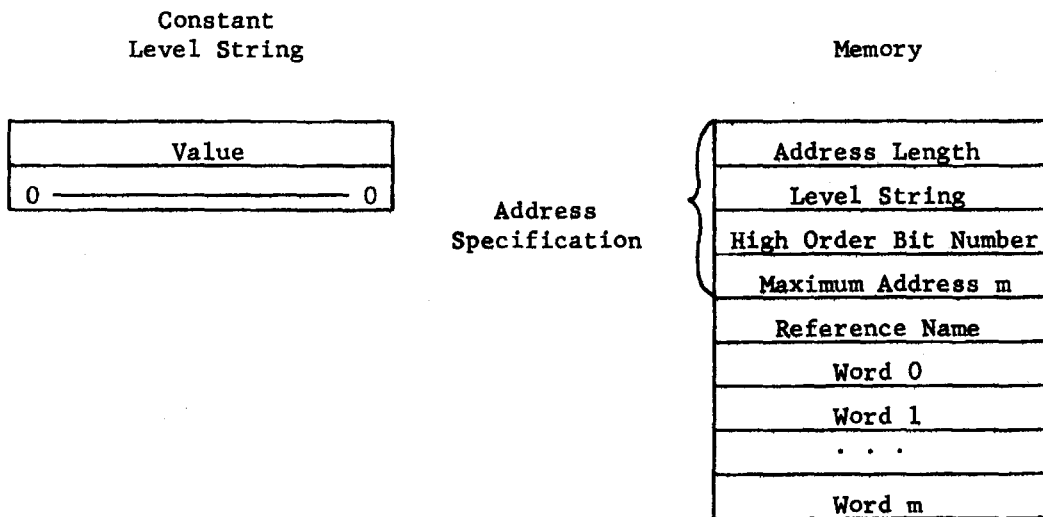 Constant
Level String
Value
0 ――――― 0
Memory
Address
Specification
Address Length
Level String
High Order Bit Number
Maximum Address m
Reference Name
Word 0
Word 1
. . .
Word m